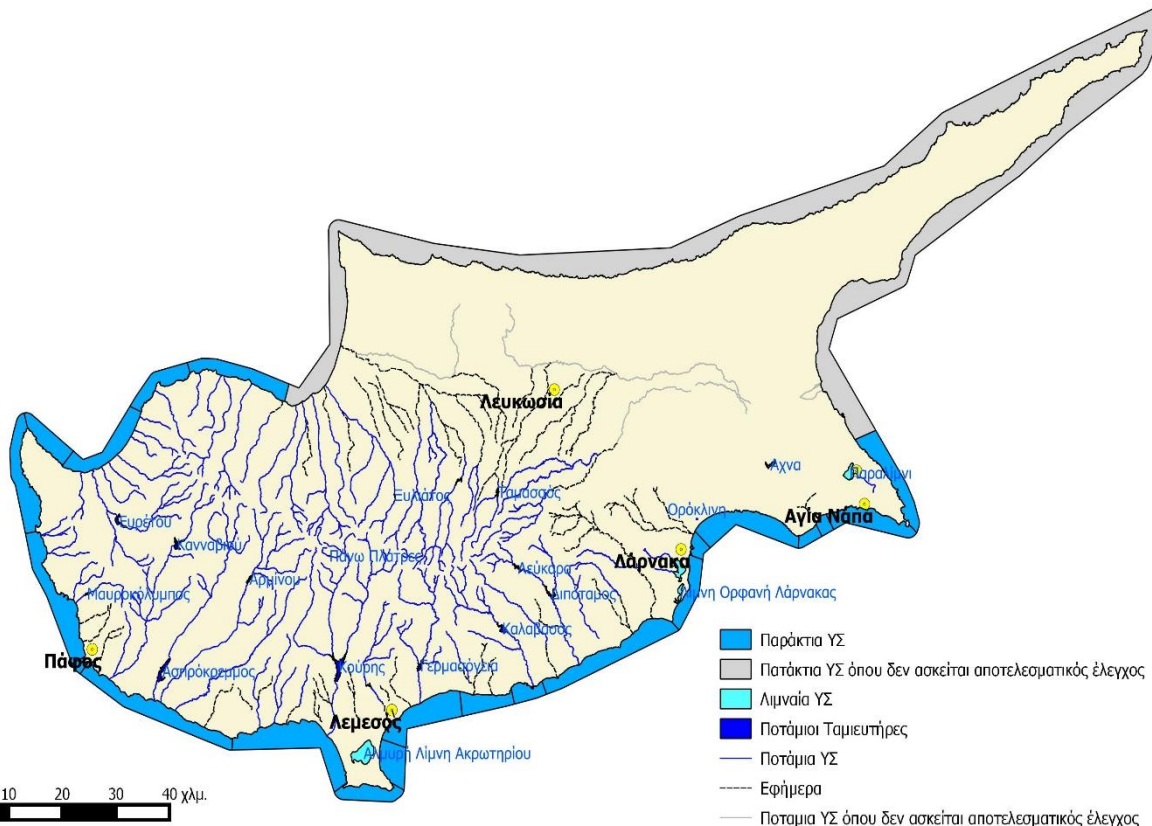 Λευκωσία
Ξυλιάτος
Ταμασσός
Άχνα
Παραλίμνι
Ορόκλινη
Αγία Νάπα
Ευρέτου
Κανναβιού
Πάνω Πλάτρες
Λάρνακα
Λεύκαρα
Αρμίνου
Μαυροκόλυμπος
Διπόταμος
Λίμνη Ορφανή Λάρνακας
Καλαβασός
Πάφος
Ασπρόκρεμμος
Κούρης
Γερμασόγεια
Λεμεσός
Αλμυρή Λίμνη Ακρωτηρίου
Παράκτια ΥΣ
Πατάκτια ΥΣ όπου δεν ασκείται αποτελεσματικός έλεγχος
Λιμναία ΥΣ
Ποτάμιοι Ταμιευτήρες
Ποτάμια ΥΣ
Εφήμερα
Ποταμια ΥΣ όπου δεν ασκείται αποτελεσματικός έλεγχος
10 20 30 40 χλμ.